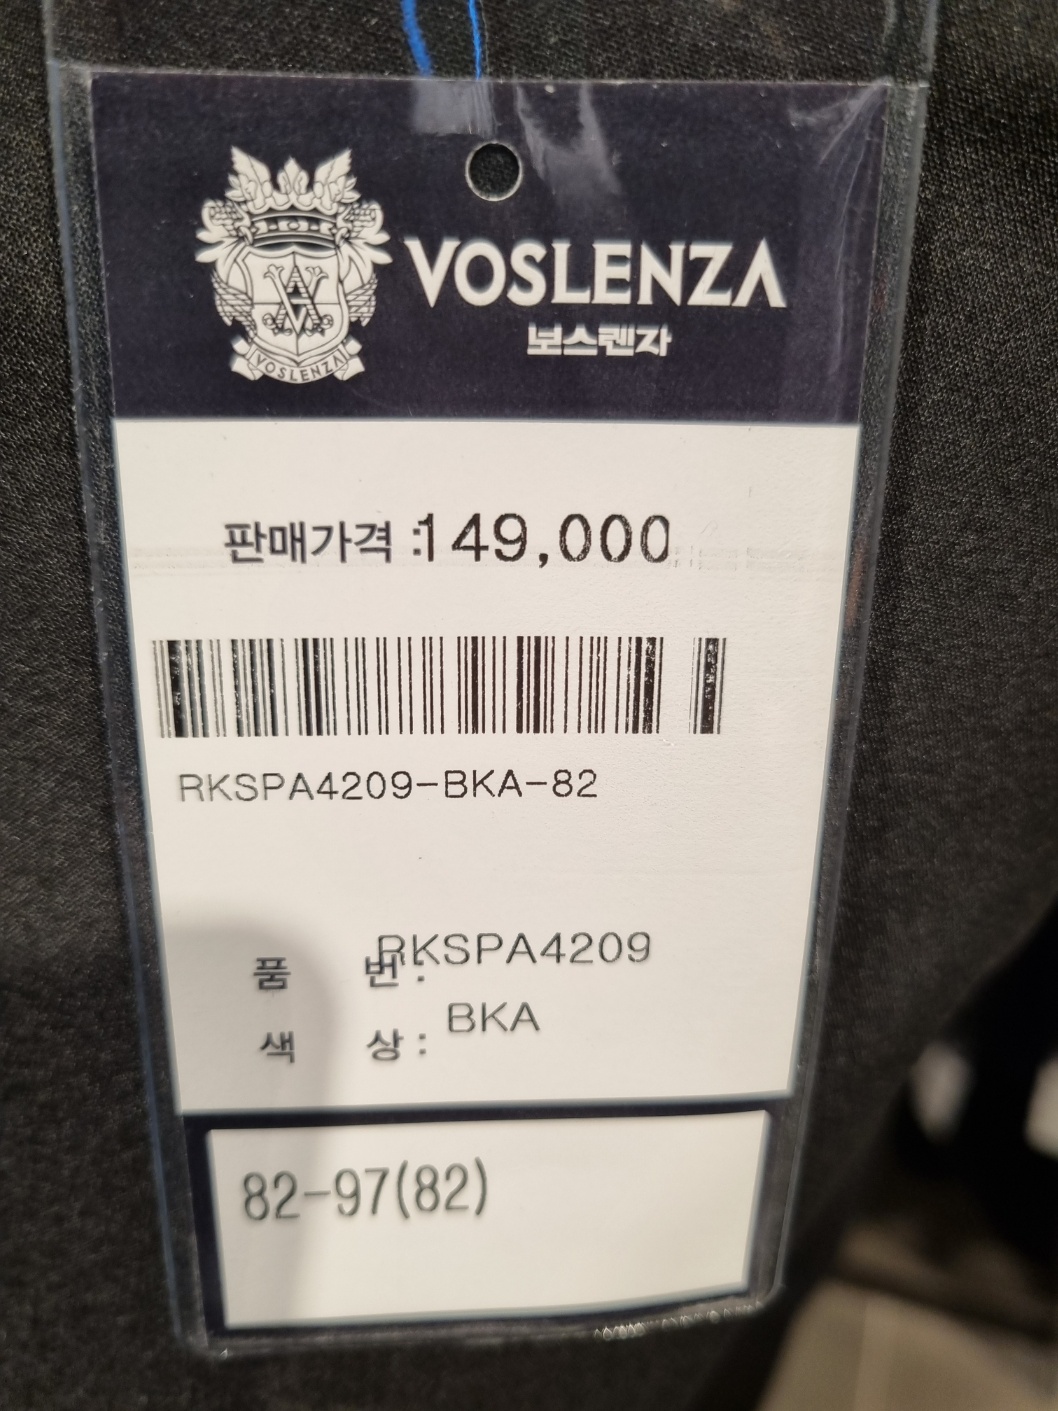 VOSLENZA
VOSLENZA
보스렌자
판매가격 :149,000
RKSPA4209-BKA-82
품 번: RKSPA4209
색 상: BKA
82-97(82)